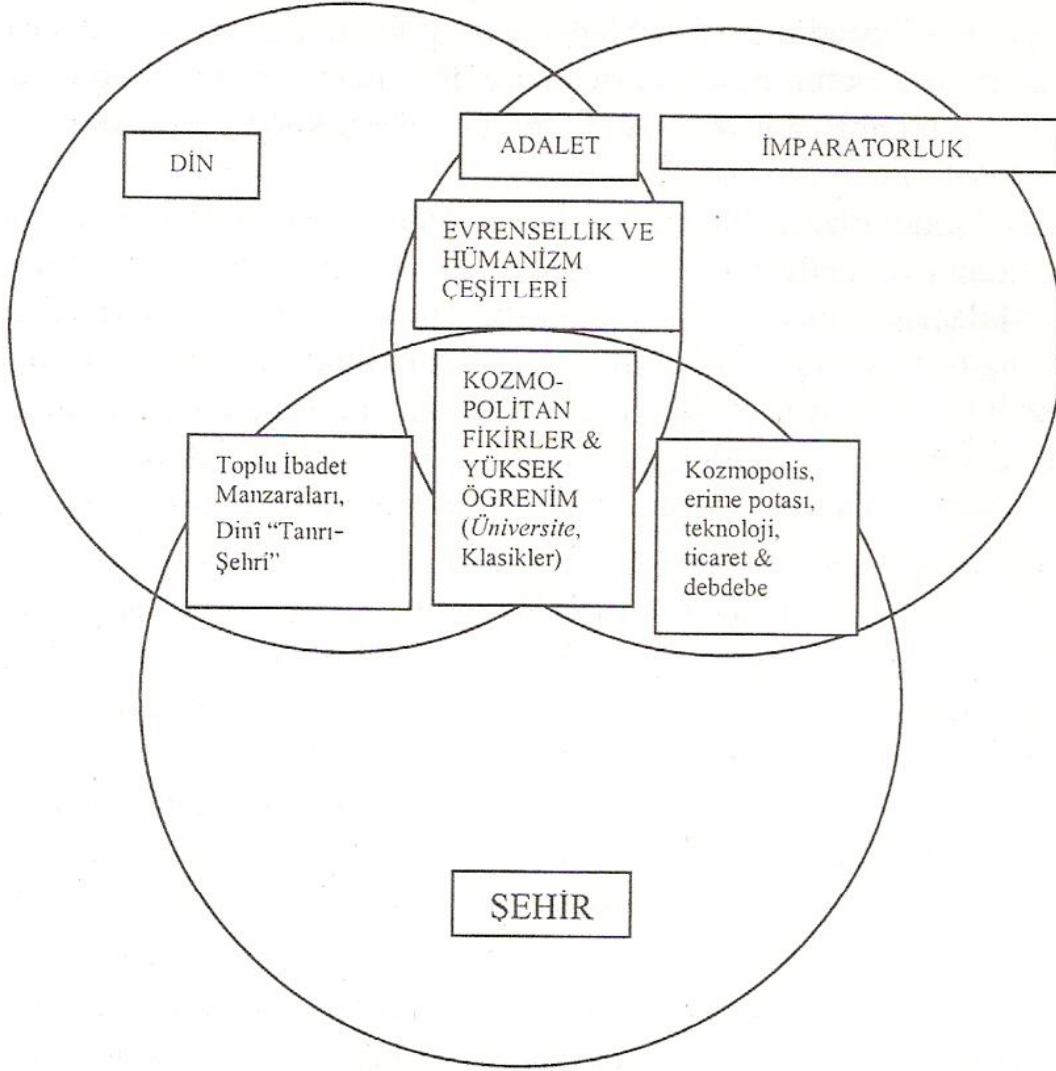 DİN
ADALET
İMPARATORLUK
EVRENSELLİK VE
HÜMANİZM
ÇEŞİTLERİ
KOZMO-
POLİTAN
FİKİRLER &
YÜKSEK
ÖGRENİM
(Üniversite,
Klasikler)
Toplu İbadet
Manzaraları,
Dinî “Tanrı-
Şehri”
Kozmopolis,
erime potası,
teknoloji,
ticaret &
debdebe
ŞEHİR